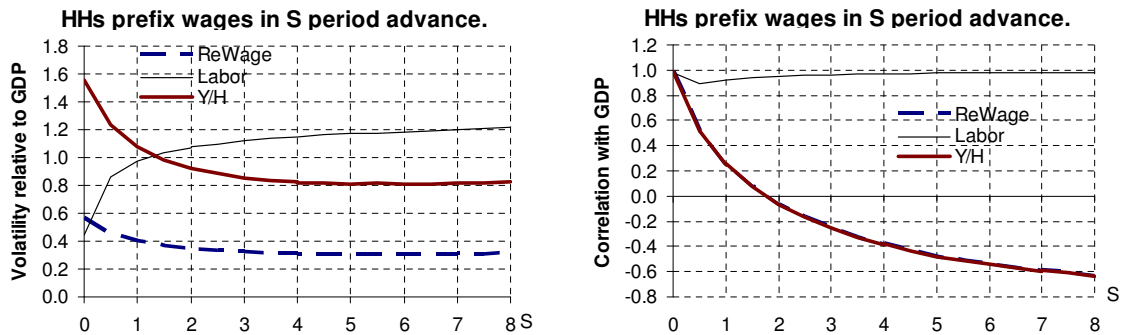 HHs prefix wages in S period advance.
Volatility relative to GDP
1.8
1.6
1.4
1.2
1.0
0.8
0.6
0.4
0.2
0.0
ReWage
Labor
Y/H
0 1 2 3 4 5 6 7 8 S
HHs prefix wages in S period advance.
Correlation with GDP
1.2
1.0
0.8
0.6
0.4
0.2
0.0
-0.2
-0.4
-0.6
-0.8
ReWage
Labor
Y/H
S
0 1 2 3 4 5 6 7 8